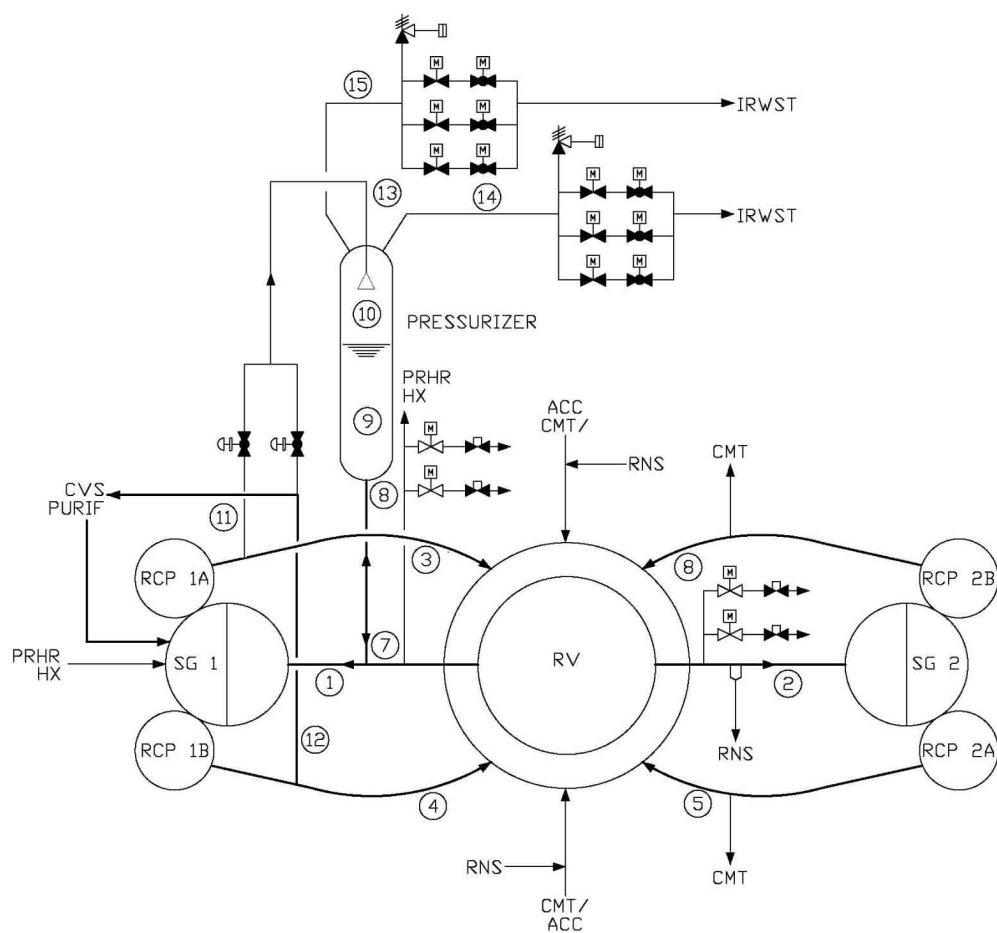 15
M
M
IRWST
M
M
M
M
13
14
M
M
IRWST
M
M
M
M
10
PRESSURIZER
PRHR
HX
9
M
ACC
CMT/
CMT
M
RNS
8
CVS
PURIF
11
3
8
RCP 1A
M
RCP 2B
M
7
PRHR
HX
SG 1
RV
SG 2
1
2
12
RCP 1B
RNS
RCP 2A
4
5
RNS
CMT
CMT/
ACC